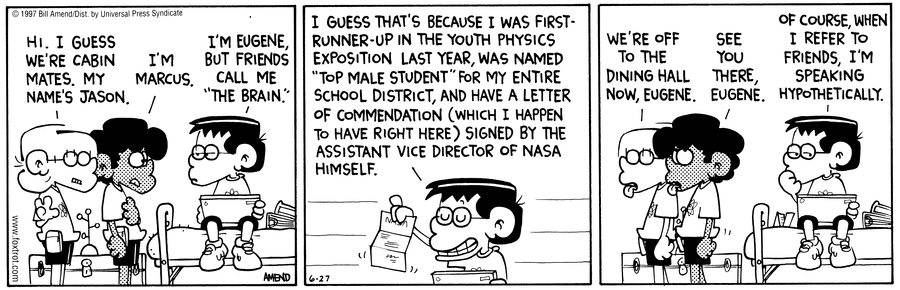 © 1997 Bill Amend/Dist. by Universal Press Syndicate
HI. I GUESS
WE'RE CABIN
MATES. MY
NAME'S JASON.
I'M
MARCUS.
I'M EUGENE,
BUT FRIENDS
CALL ME
"THE BRAIN."
www.foxtrot.com
AMEND
I GUESS THAT'S BECAUSE I WAS FIRST-
RUNNER-UP IN THE YOUTH PHYSICS
EXPOSITION LAST YEAR, WAS NAMED
"TOP MALE STUDENT" FOR MY ENTIRE
SCHOOL DISTRICT, AND HAVE A LETTER
OF COMMENDATION (WHICH I HAPPEN
TO HAVE RIGHT HERE) SIGNED BY THE
ASSISTANT VICE DIRECTOR OF NASA
HIMSELF.
6-27
WE'RE OFF
TO THE
DINING HALL
NOW, EUGENE.
SEE
YOU
THERE,
EUGENE.
OF COURSE, WHEN
I REFER TO
FRIENDS, I'M
SPEAKING
HYPOTHETICALLY.